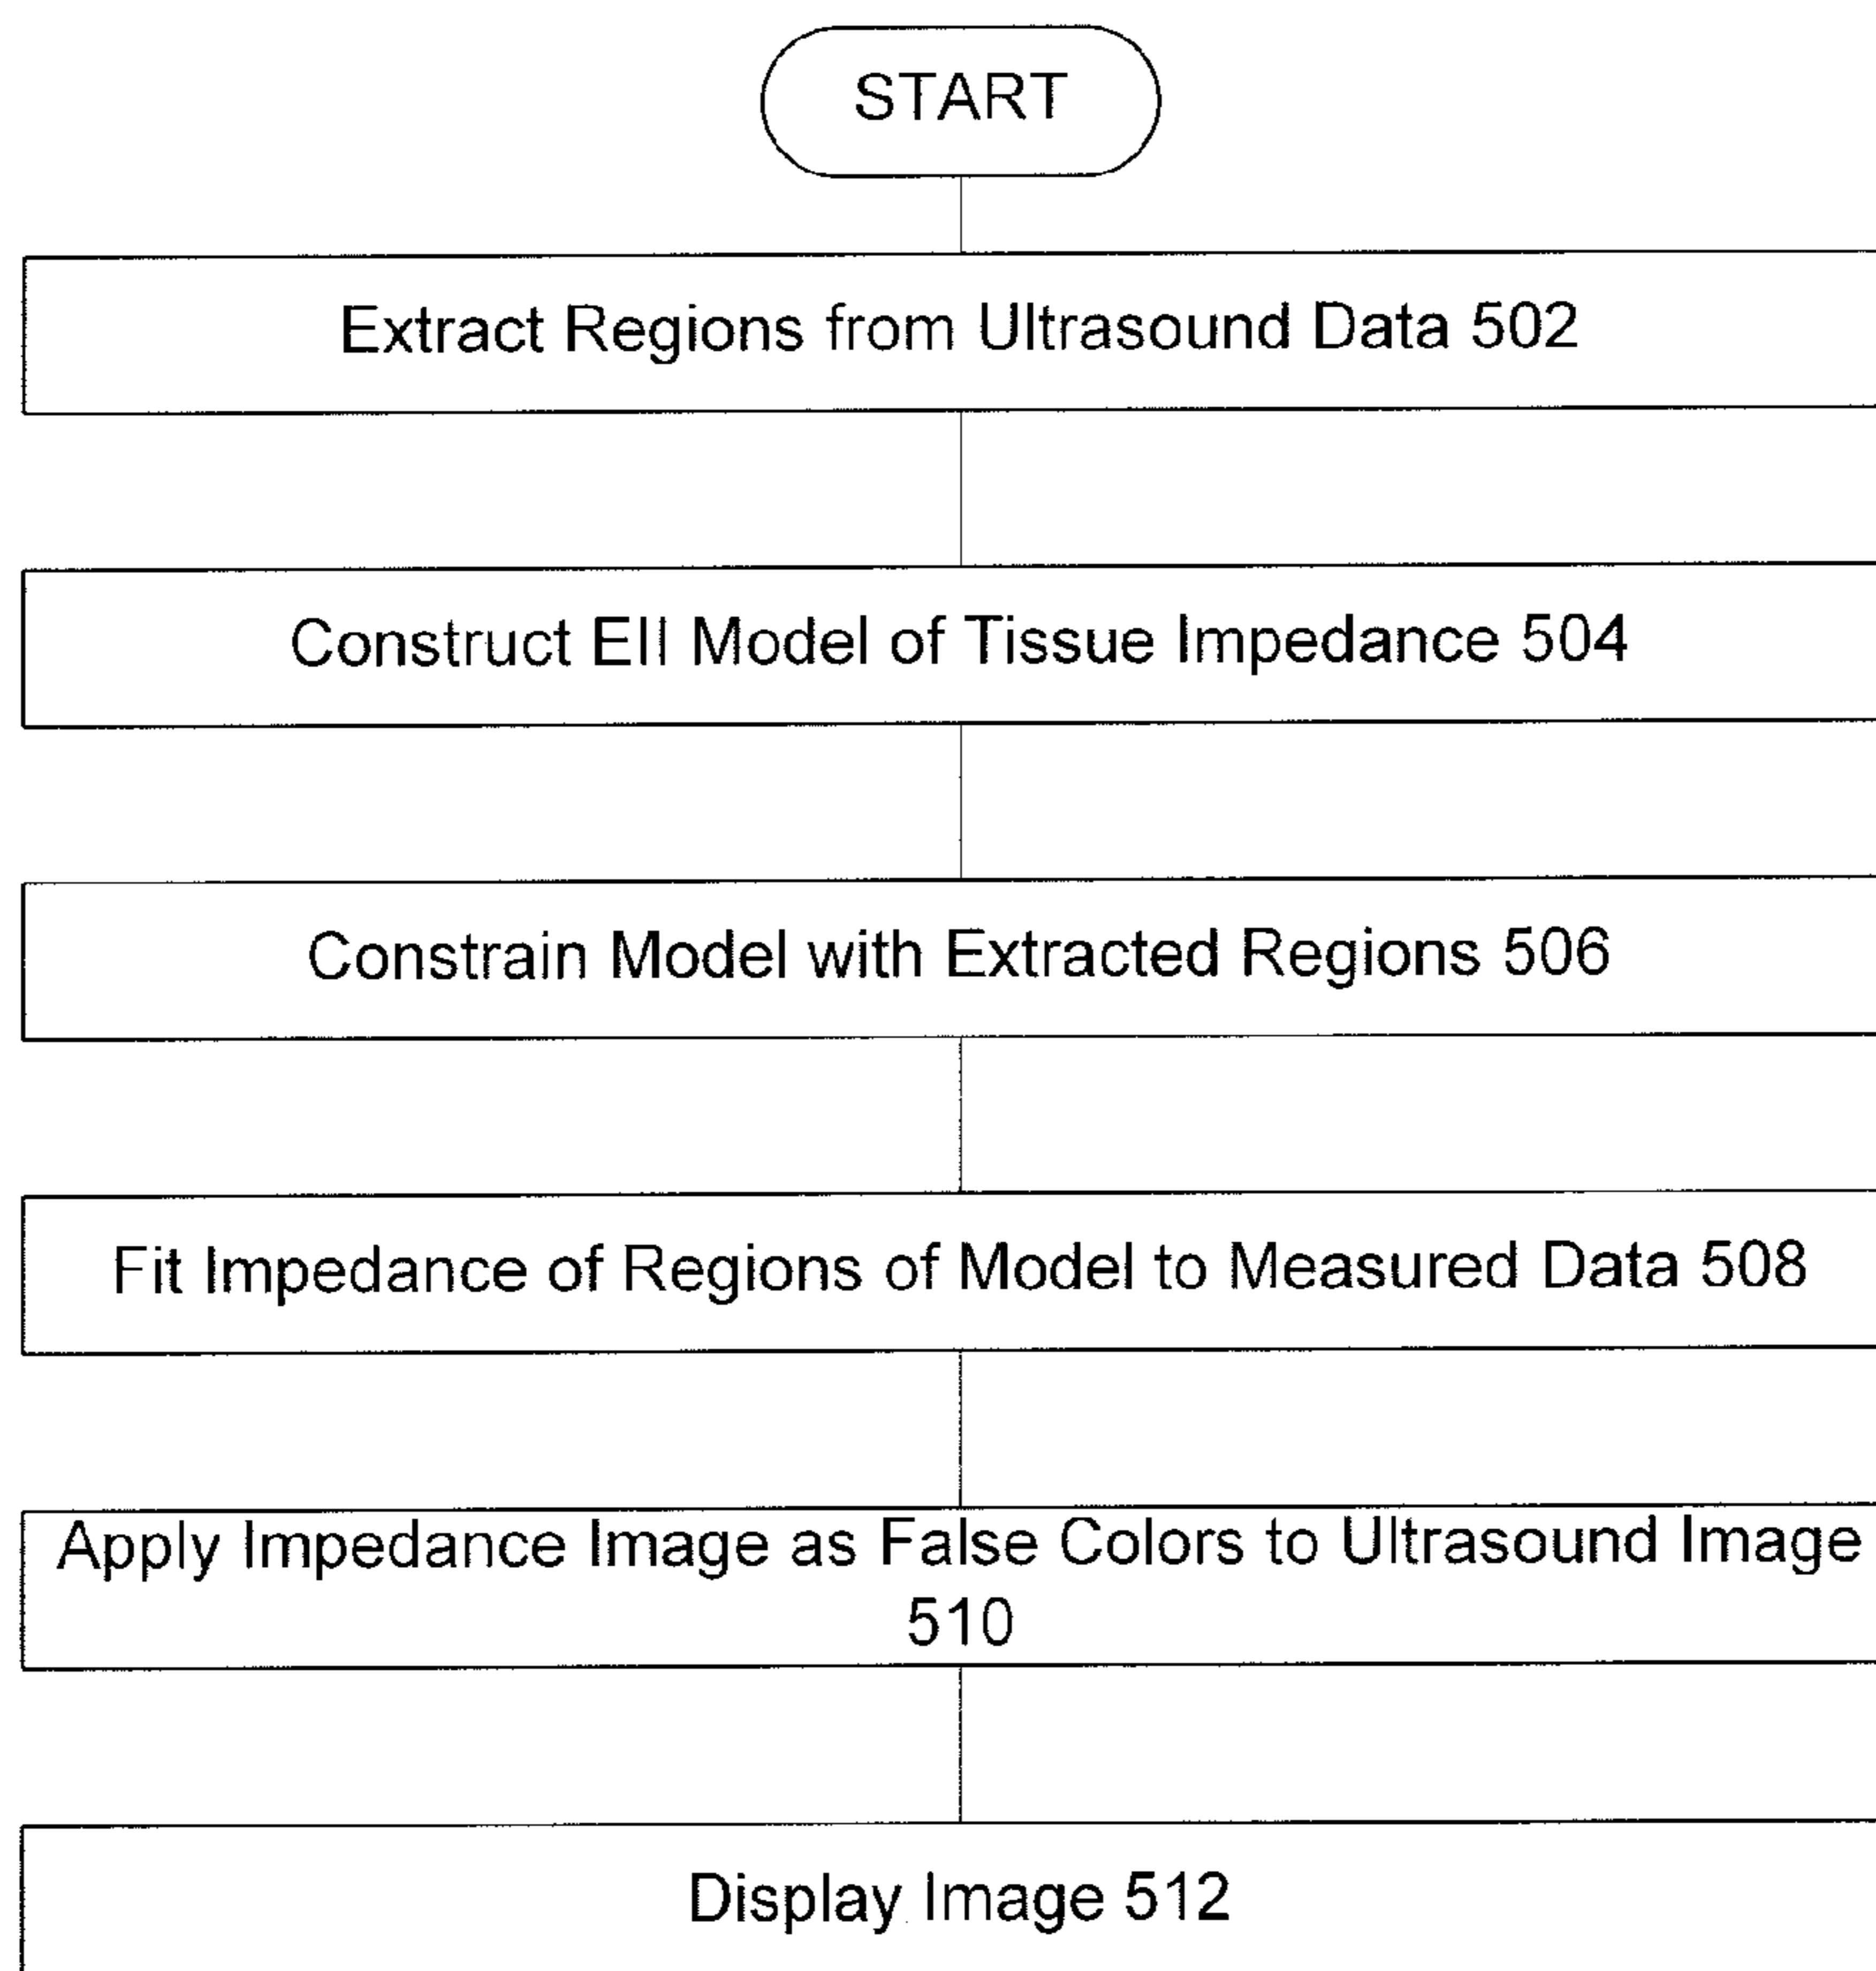 START
Extract Regions from Ultrasound Data 502
Construct EII Model of Tissue Impedance 504
Constrain Model with Extracted Regions 506
Fit Impedance of Regions of Model to Measured Data 508
Apply Impedance Image as False Colors to Ultrasound Image
510
Display Image 512